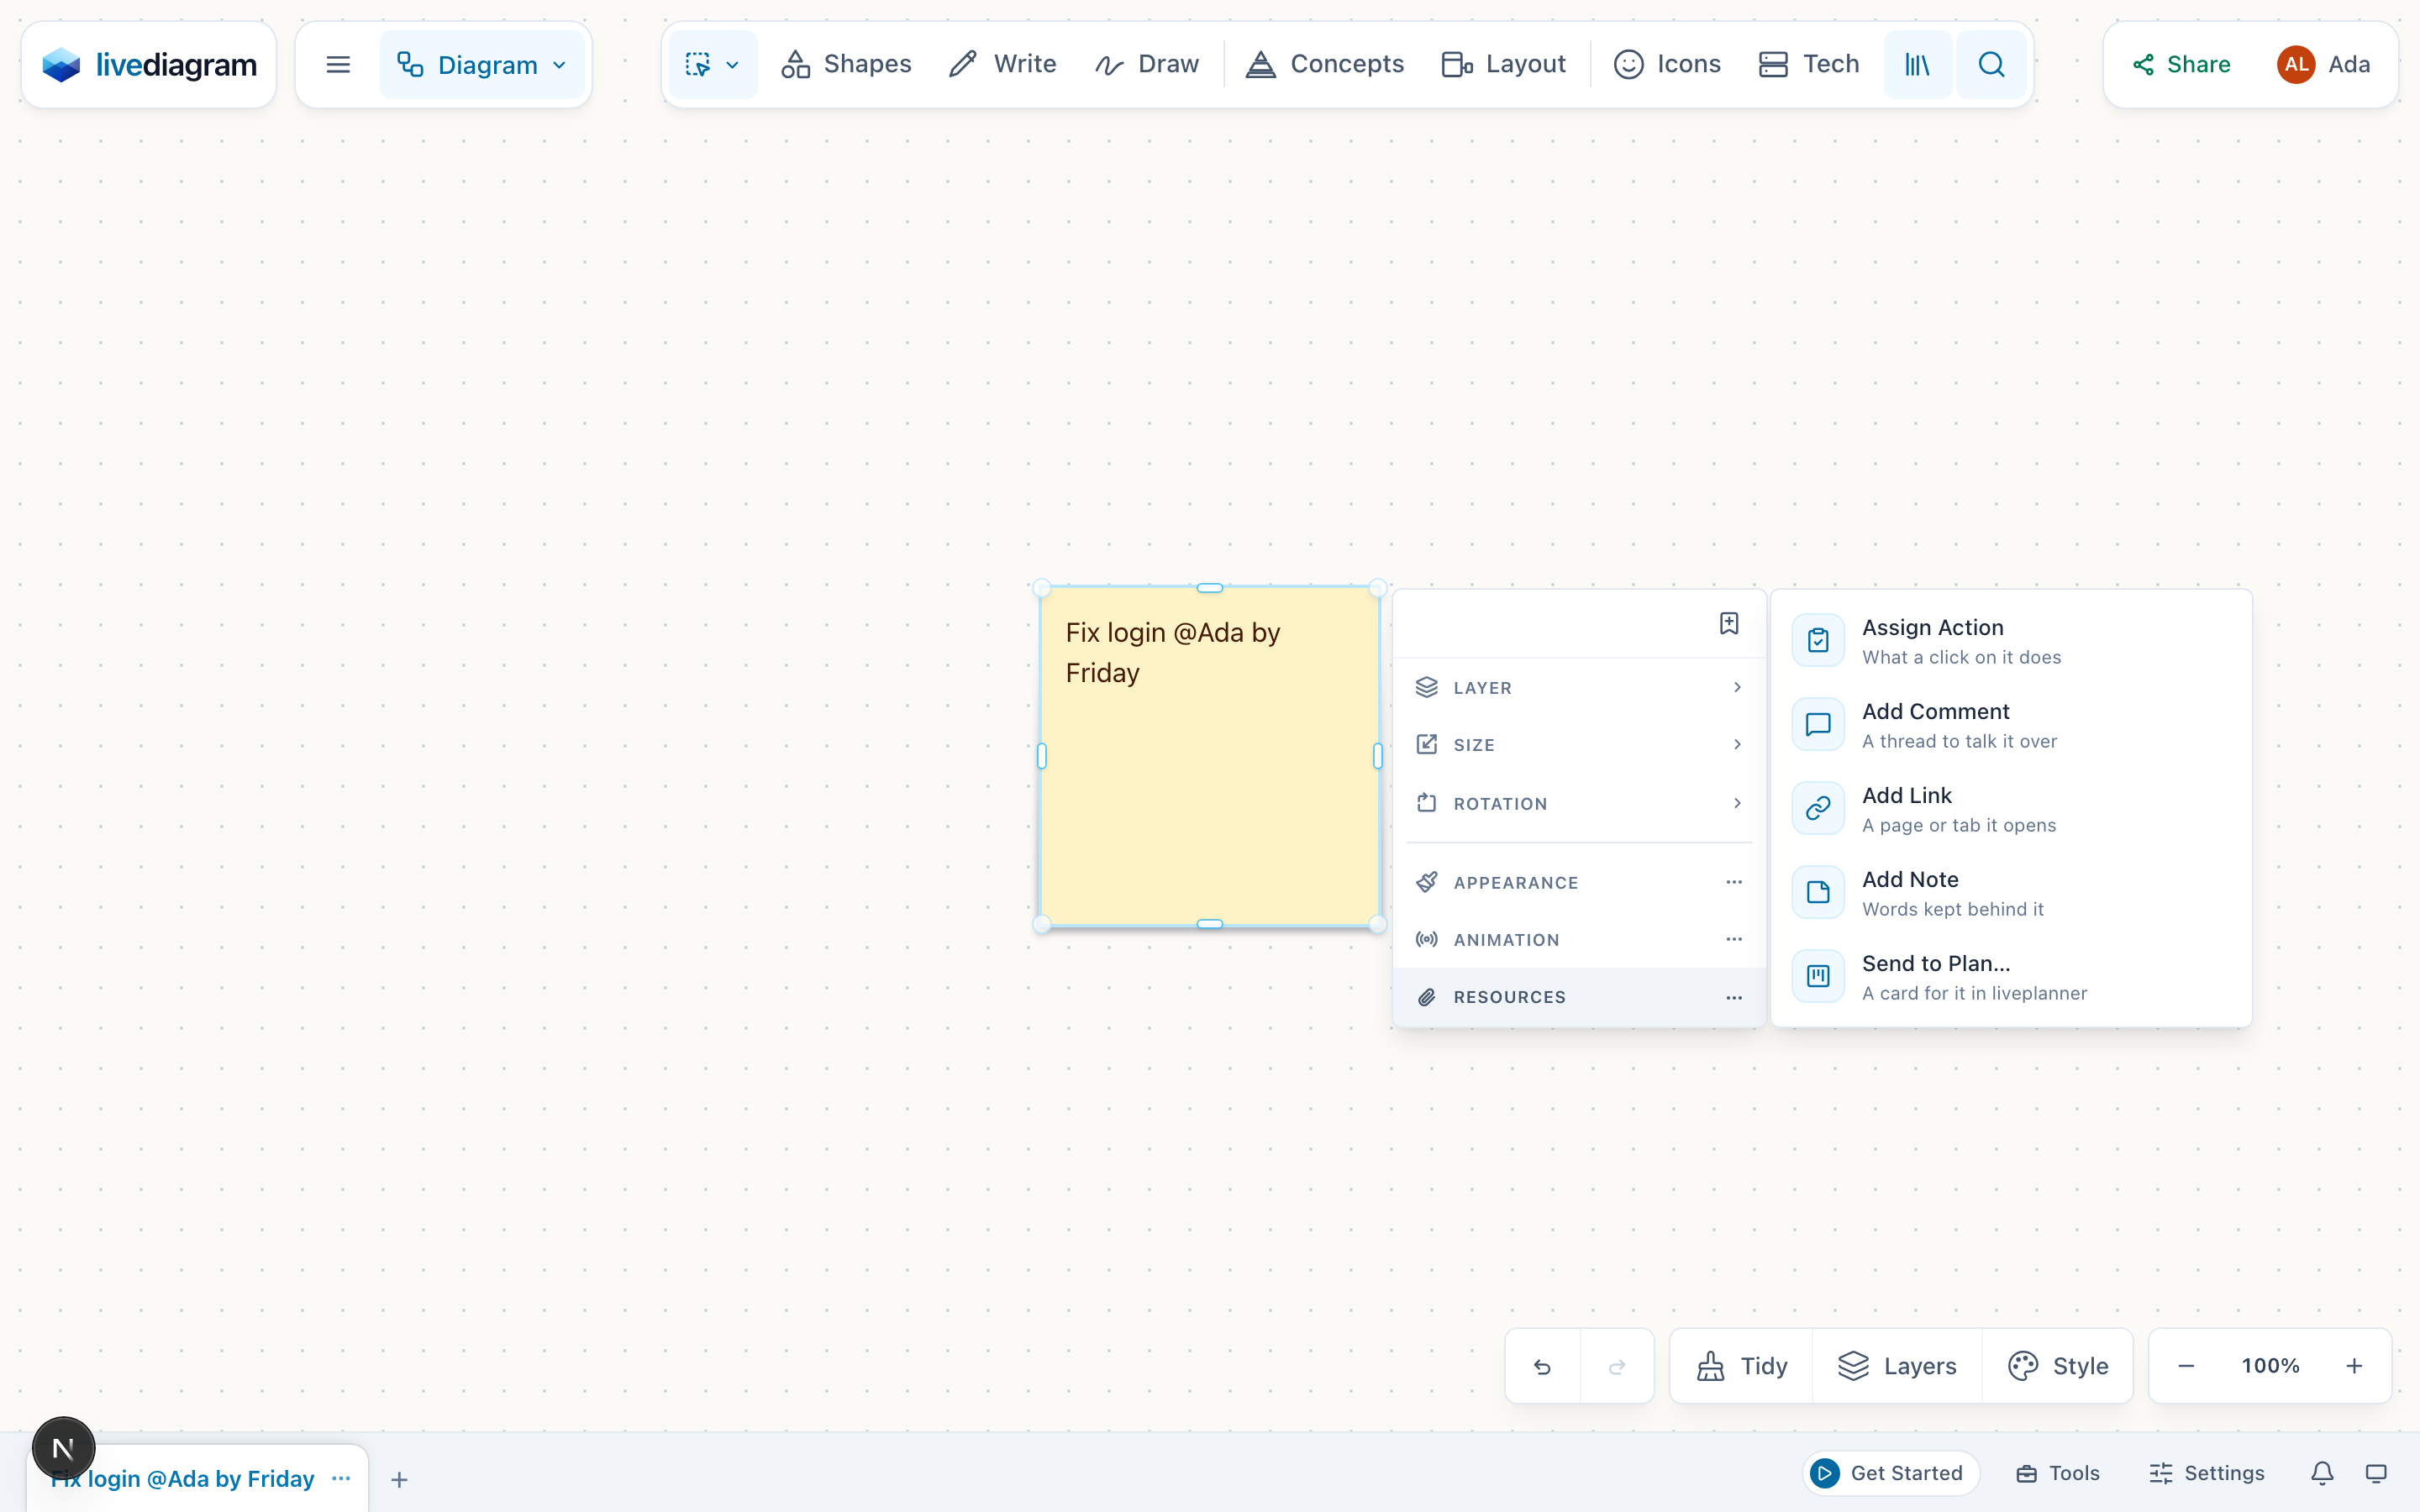 livediagram
Diagram
Shapes
Write
Draw
Concepts
Layout
Icons
Tech
Share
AL
Ada
Fix login @Ada by
Friday
LAYER
SIZE
ROTATION
APPEARANCE
ANIMATION
RESOURCES
Assign Action
What a click on it does
Add Comment
A thread to talk it over
Add Link
A page or tab it opens
Add Note
Words kept behind it
Send to Plan...
A card for it in liveplanner
Tidy
Layers
Style
100%
N
Fix login @Ada by Friday
Get Started
Tools
Settings